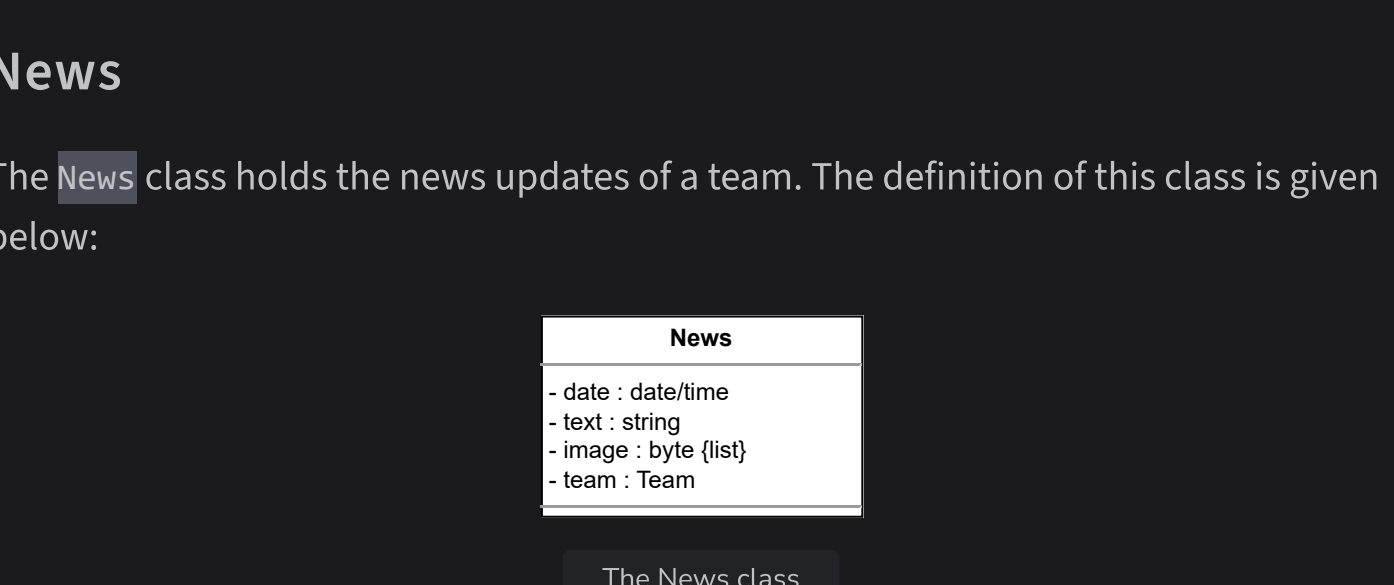 News
The News class holds the news updates of a team. The definition of this class is given
below:
News
- date : date/time
- text : string
- image : byte {list}
- team : Team
The News class